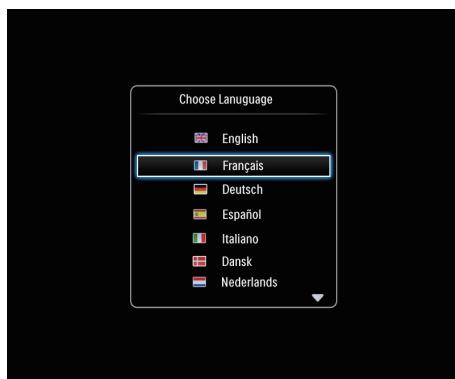 Choose Lanuguage
English
Français
Deutsch
Español
Italiano
Dansk
Nederlands